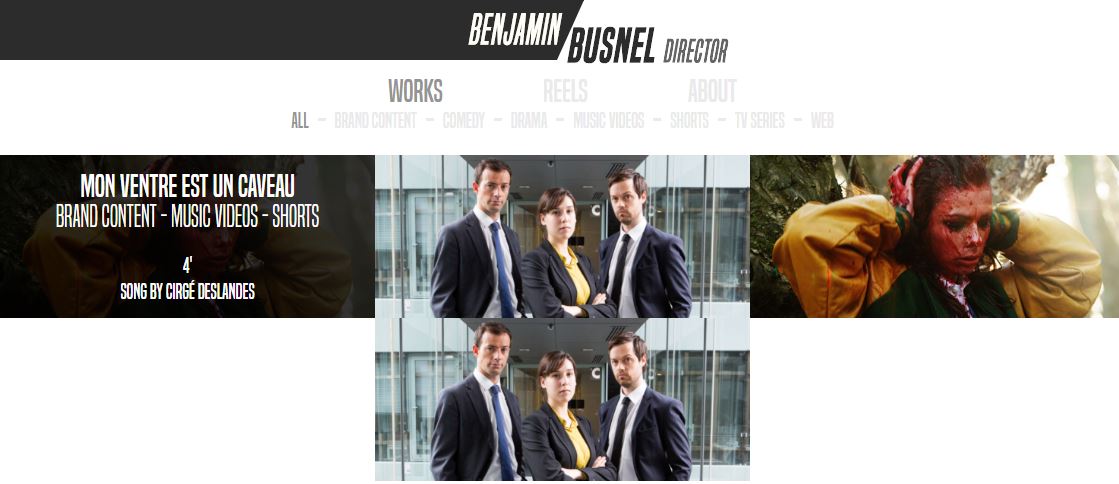 BENJAMIN
BUSNEL DIRECTOR
WORKS REELS ABOUT
ALL - BRAND CONTENT - COMEDY - DRAMA - MUSIC VIDEOS - SHORTS - TV SERIES - WEB
MON VENTRE EST UN CAVEAU
BRAND CONTENT - MUSIC VIDEOS - SHORTS
4'
SONG BY CIRGÉ DESLANDES